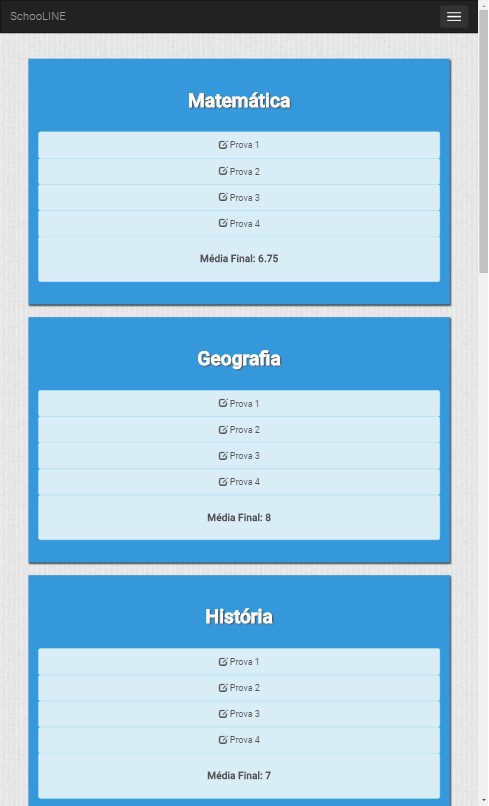 SchooLINE
Matemática
Prova 1
Prova 2
Prova 3
Prova 4
Média Final: 6.75
Geografia
Prova 1
Prova 2
Prova 3
Prova 4
Média Final: 8
História
Prova 1
Prova 2
Prova 3
Prova 4
Média Final: 7